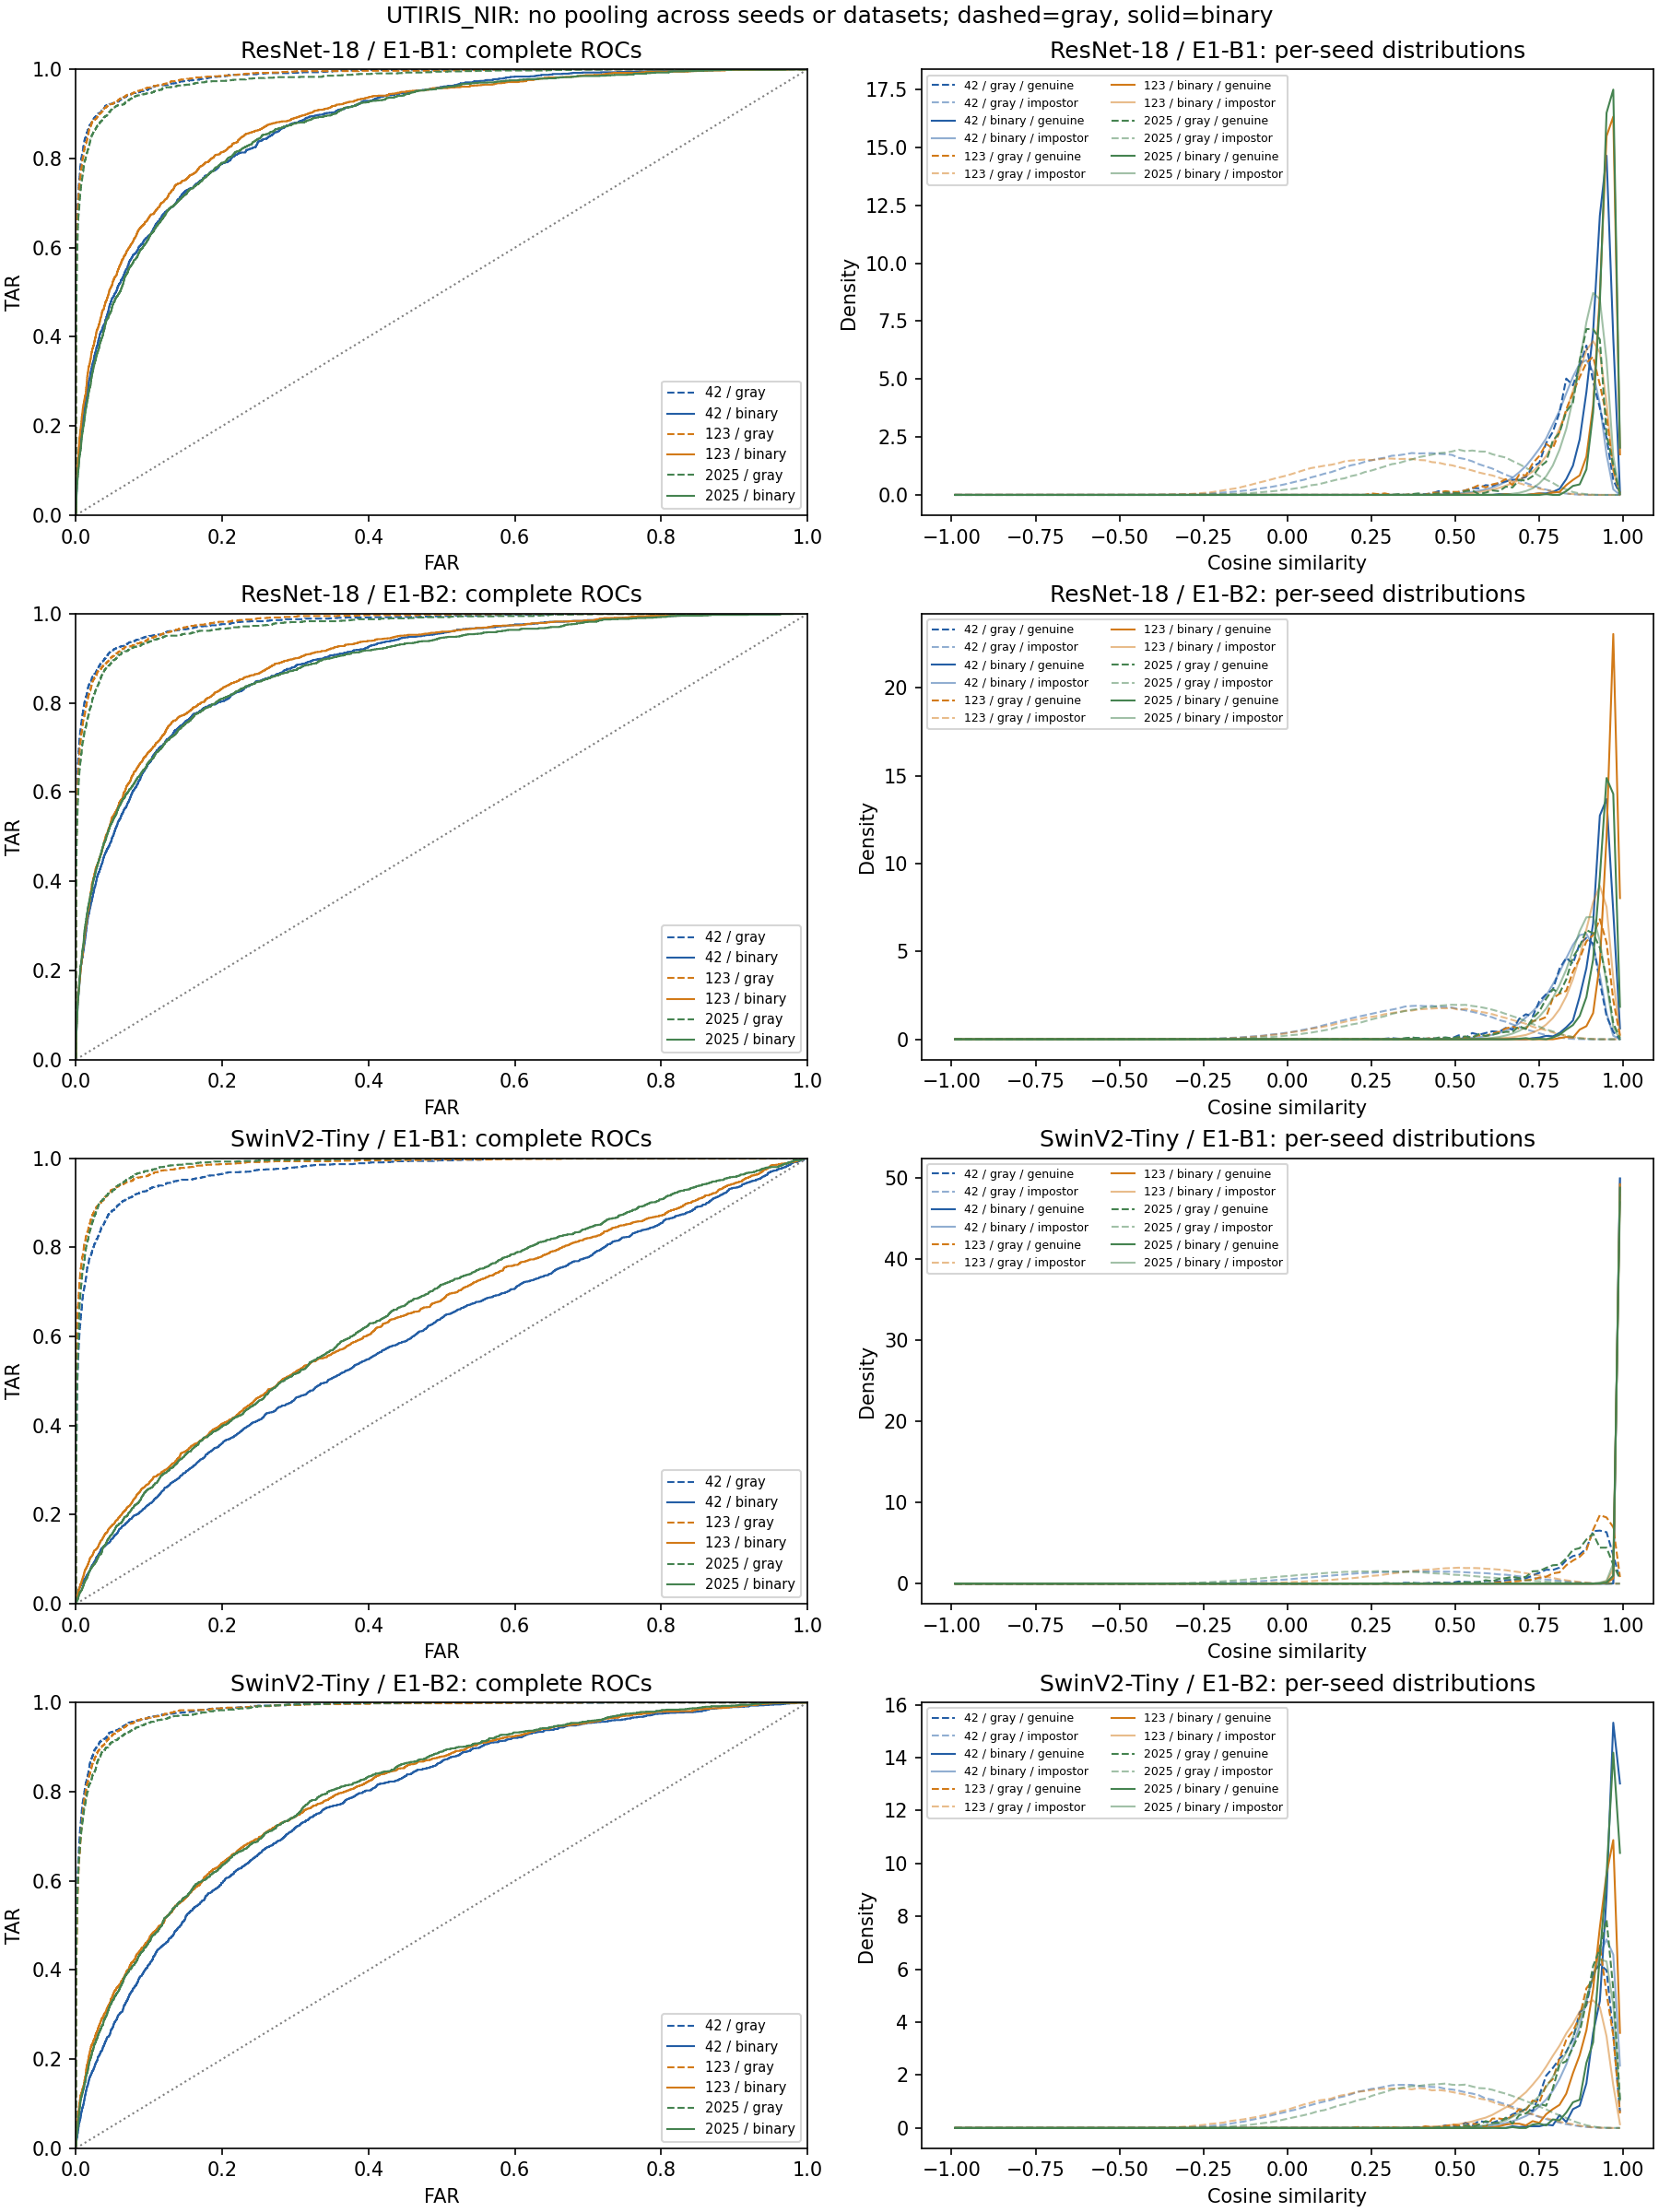 UTIRIS_NIR: no pooling across seeds or datasets; dashed=gray, solid=binary
ResNet-18 / E1-B1: complete ROCs
1.0
0.8
0.6
0.4
0.2
0.0
TAR
0.0 0.2 0.4 0.6 0.8 1.0
FAR
42 / gray
42 / binary
123 / gray
123 / binary
2025 / gray
2025 / binary
ResNet-18 / E1-B1: per-seed distributions
17.5
15.0
12.5
10.0
7.5
5.0
2.5
0.0
Density
−1.00 −0.75 −0.50 −0.25 0.00 0.25 0.50 0.75 1.00
Cosine similarity
42 / gray / genuine
42 / gray / impostor
42 / binary / genuine
42 / binary / impostor
123 / gray / genuine
123 / gray / impostor
123 / binary / genuine
123 / binary / impostor
2025 / gray / genuine
2025 / gray / impostor
2025 / binary / genuine
2025 / binary / impostor
ResNet-18 / E1-B2: complete ROCs
1.0
0.8
0.6
0.4
0.2
0.0
TAR
0.0 0.2 0.4 0.6 0.8 1.0
FAR
42 / gray
42 / binary
123 / gray
123 / binary
2025 / gray
2025 / binary
ResNet-18 / E1-B2: per-seed distributions
20
15
10
5
0
Density
−1.00 −0.75 −0.50 −0.25 0.00 0.25 0.50 0.75 1.00
Cosine similarity
42 / gray / genuine
42 / gray / impostor
42 / binary / genuine
42 / binary / impostor
123 / gray / genuine
123 / gray / impostor
123 / binary / genuine
123 / binary / impostor
2025 / gray / genuine
2025 / gray / impostor
2025 / binary / genuine
2025 / binary / impostor
SwinV2-Tiny / E1-B1: complete ROCs
1.0
0.8
0.6
0.4
0.2
0.0
TAR
0.0 0.2 0.4 0.6 0.8 1.0
FAR
42 / gray
42 / binary
123 / gray
123 / binary
2025 / gray
2025 / binary
SwinV2-Tiny / E1-B1: per-seed distributions
50
40
30
20
10
0
Density
−1.00 −0.75 −0.50 −0.25 0.00 0.25 0.50 0.75 1.00
Cosine similarity
42 / gray / genuine
42 / gray / impostor
42 / binary / genuine
42 / binary / impostor
123 / gray / genuine
123 / gray / impostor
123 / binary / genuine
123 / binary / impostor
2025 / gray / genuine
2025 / gray / impostor
2025 / binary / genuine
2025 / binary / impostor
SwinV2-Tiny / E1-B2: complete ROCs
1.0
0.8
0.6
0.4
0.2
0.0
TAR
0.0 0.2 0.4 0.6 0.8 1.0
FAR
42 / gray
42 / binary
123 / gray
123 / binary
2025 / gray
2025 / binary
SwinV2-Tiny / E1-B2: per-seed distributions
16
14
12
10
8
6
4
2
0
Density
−1.00 −0.75 −0.50 −0.25 0.00 0.25 0.50 0.75 1.00
Cosine similarity
42 / gray / genuine
42 / gray / impostor
42 / binary / genuine
42 / binary / impostor
123 / gray / genuine
123 / gray / impostor
123 / binary / genuine
123 / binary / impostor
2025 / gray / genuine
2025 / gray / impostor
2025 / binary / genuine
2025 / binary / impostor